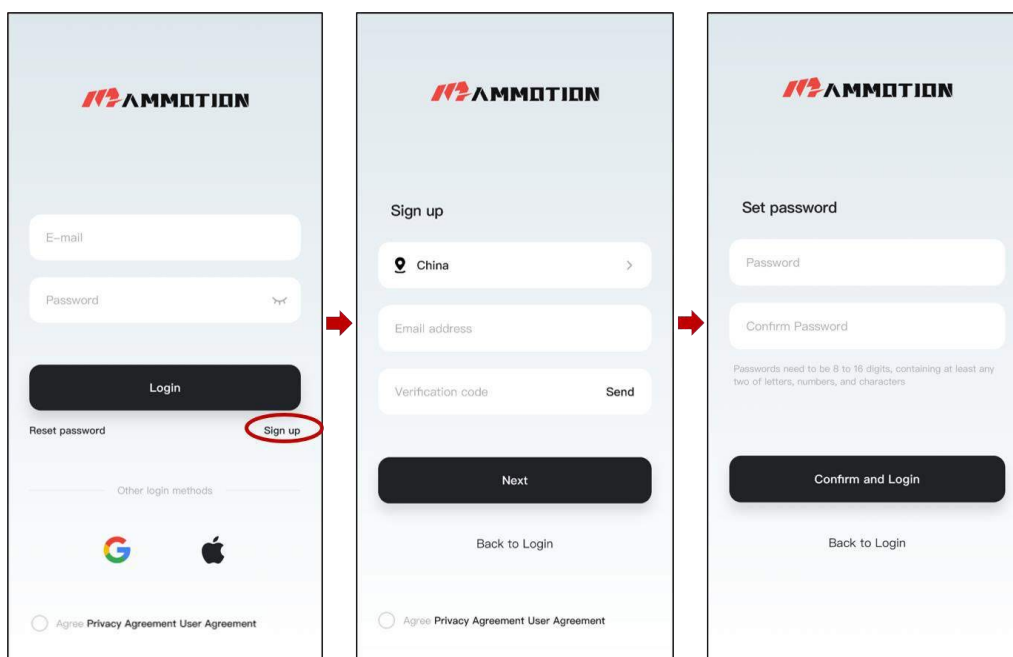 MAMMOTION
E-mail
Password
Login
Reset password
Sign up
Other login methods
Agree Privacy Agreement User Agreement
MAMMOTION
Sign up
China
Email address
Verification code
Send
Next
Back to Login
Agree Privacy Agreement User Agreement
MAMMOTION
Set password
Password
Confirm Password
Passwords need to be 8 to 16 digits, containing at least any
two of letters, numbers, and characters
Confirm and Login
Back to Login